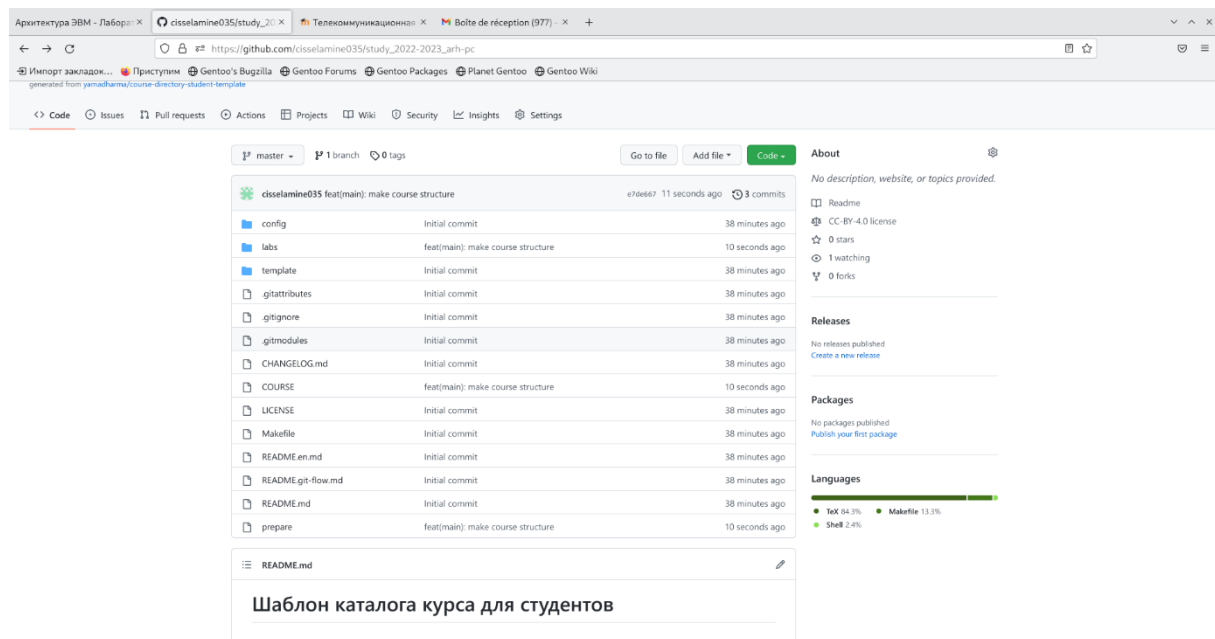 Архитектура ЭВМ - Лаборат × cisselamine035/study_20 × Телекоммуникационная × Boîte de réception (977) - × +
https://github.com/cisselamine035/study_2022-2023_arh-pc
Импорт закладок... Приступим Gentoo's Bugzilla Gentoo Forums Gentoo Packages Planet Gentoo Gentoo Wiki
generated from yamadharma/course-directory-student-template
Code Issues Pull requests Actions Projects Wiki Security Insights Settings
master 1 branch 0 tags Go to file Add file Code
cisselamine035 feat(main): make course structure e7de667 11 seconds ago 3 commits
config Initial commit 38 minutes ago
labs feat(main): make course structure 10 seconds ago
template Initial commit 38 minutes ago
.gitattributes Initial commit 38 minutes ago
.gitignore Initial commit 38 minutes ago
.gitmodules Initial commit 38 minutes ago
CHANGELOG.md Initial commit 38 minutes ago
COURSE feat(main): make course structure 10 seconds ago
LICENSE Initial commit 38 minutes ago
Makefile Initial commit 38 minutes ago
README.en.md Initial commit 38 minutes ago
README.git-flow.md Initial commit 38 minutes ago
README.md Initial commit 38 minutes ago
prepare feat(main): make course structure 10 seconds ago
README.md
Шаблон каталога курса для студентов
About
No description, website, or topics provided.
Readme
CC-BY-4.0 license
0 stars
1 watching
0 forks
Releases
No releases published
Create a new release
Packages
No packages published
Publish your first package
Languages
TeX 84.3% Makefile 13.3%
Shell 2.4%